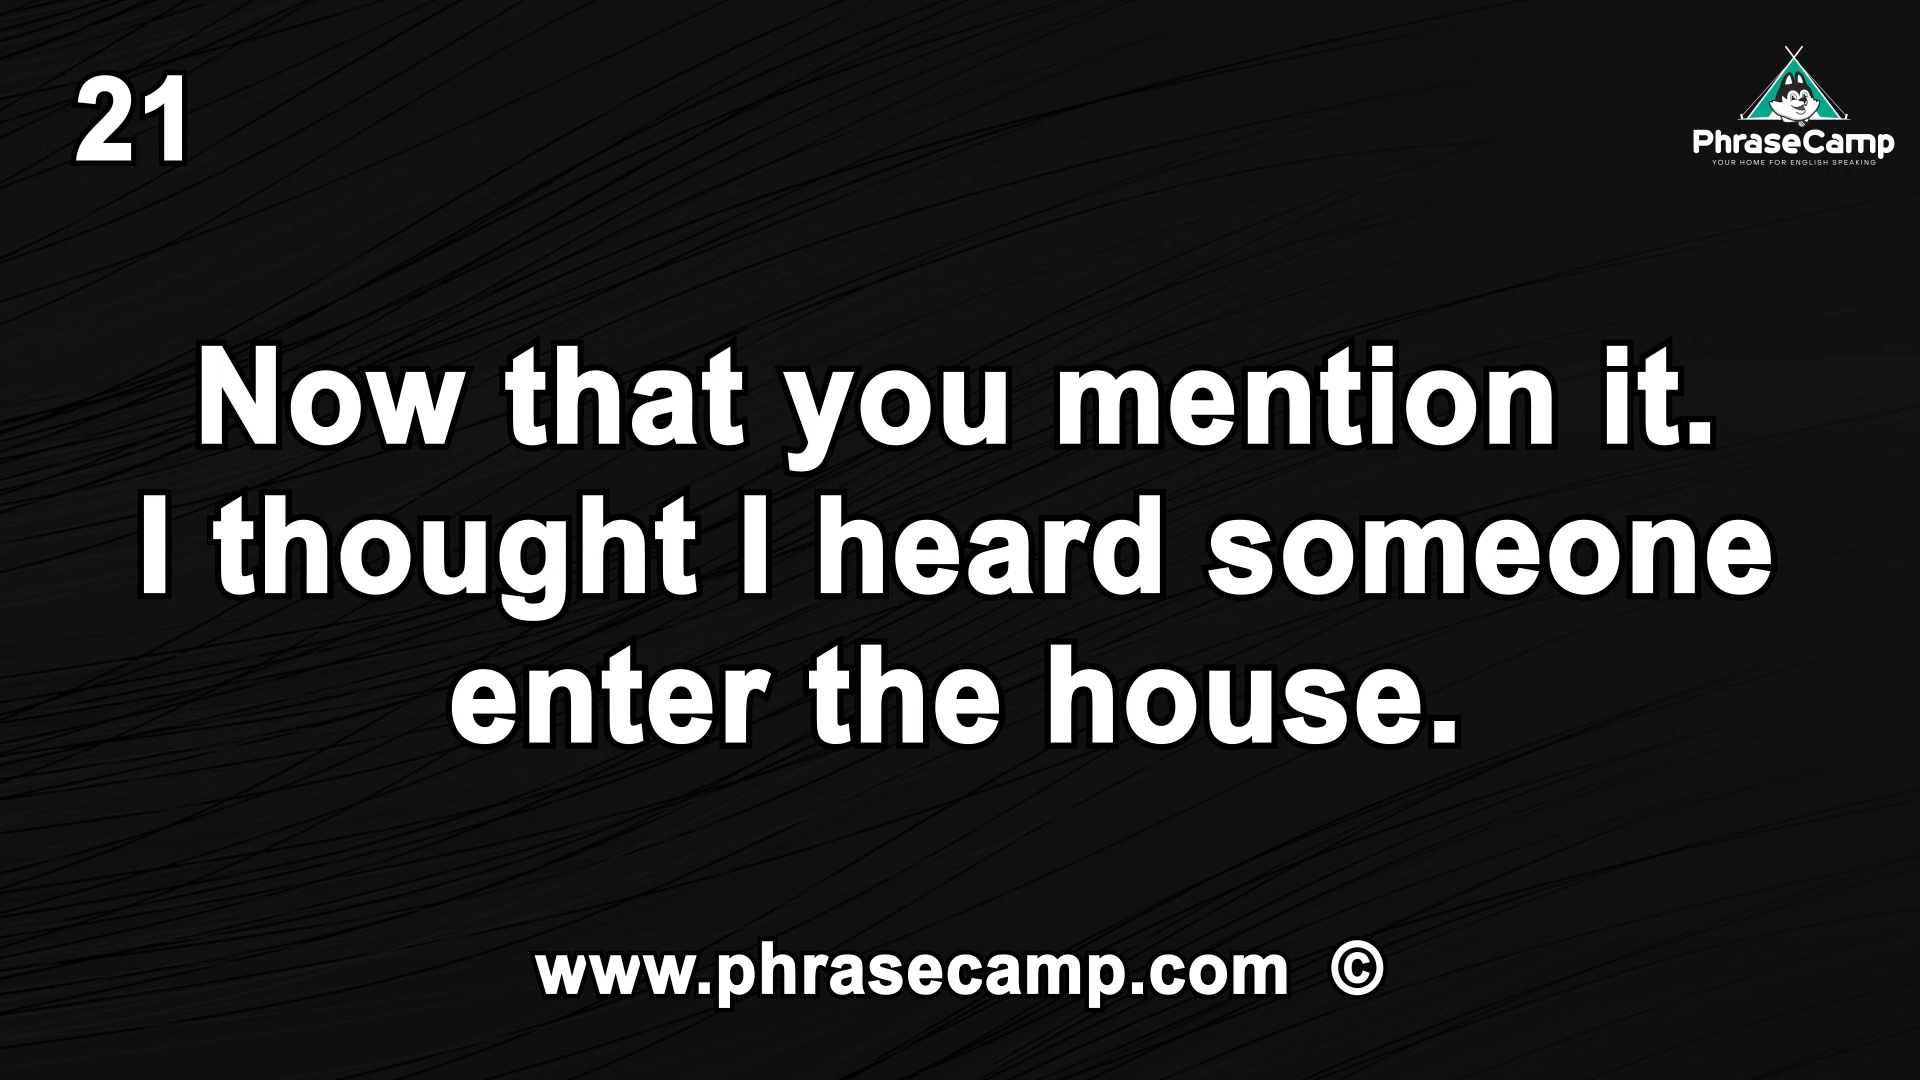 21
PhraseCamp
YOUR HOME FOR ENGLISH SPEAKING
Now that you mention it.
I thought I heard someone
enter the house.
www.phrasecamp.com ©